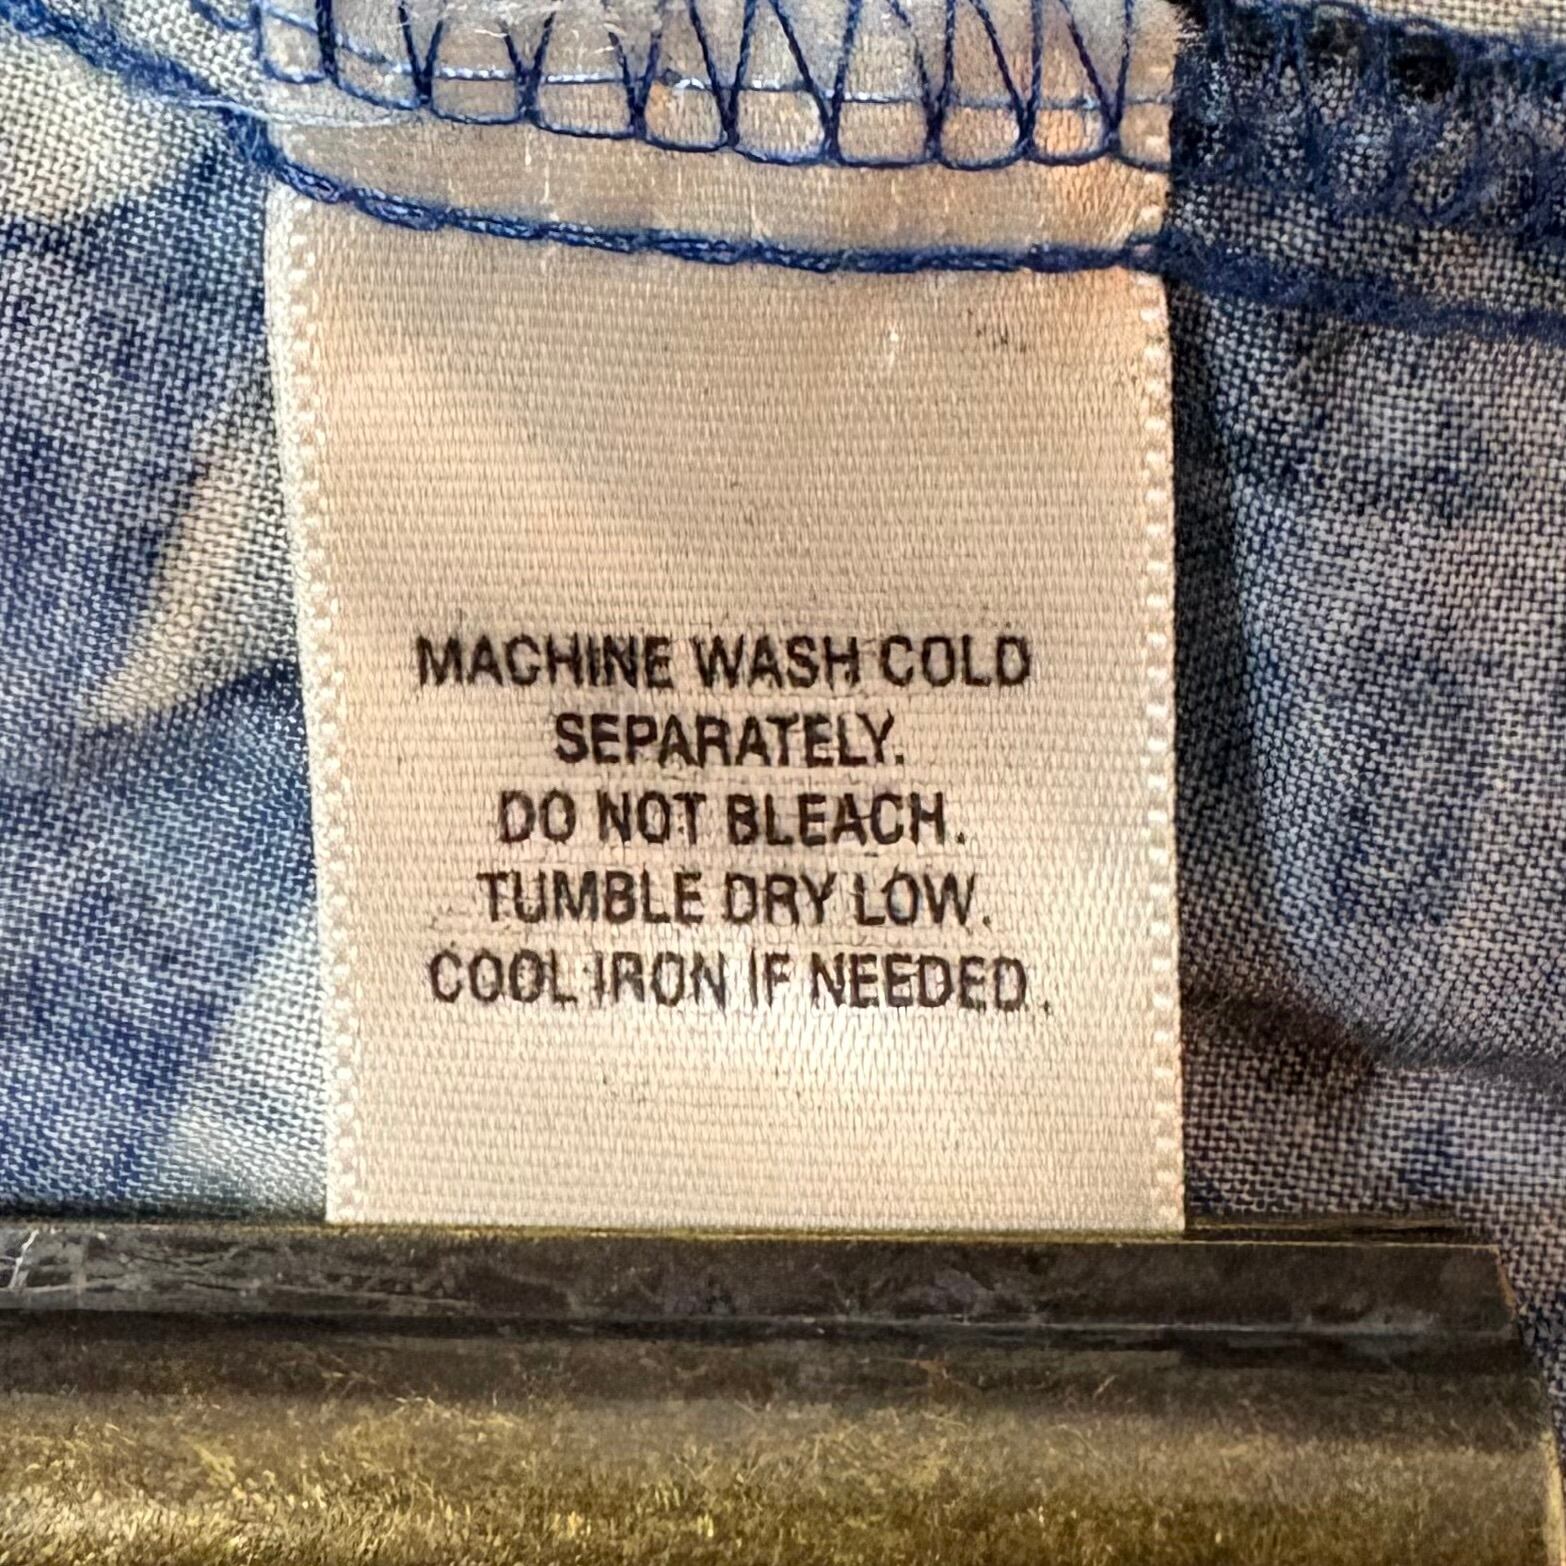 MACHINE WASH COLD
SEPARATELY.
DO NOT BLEACH.
TUMBLE DRY LOW.
COOL IRON IF NEEDED.